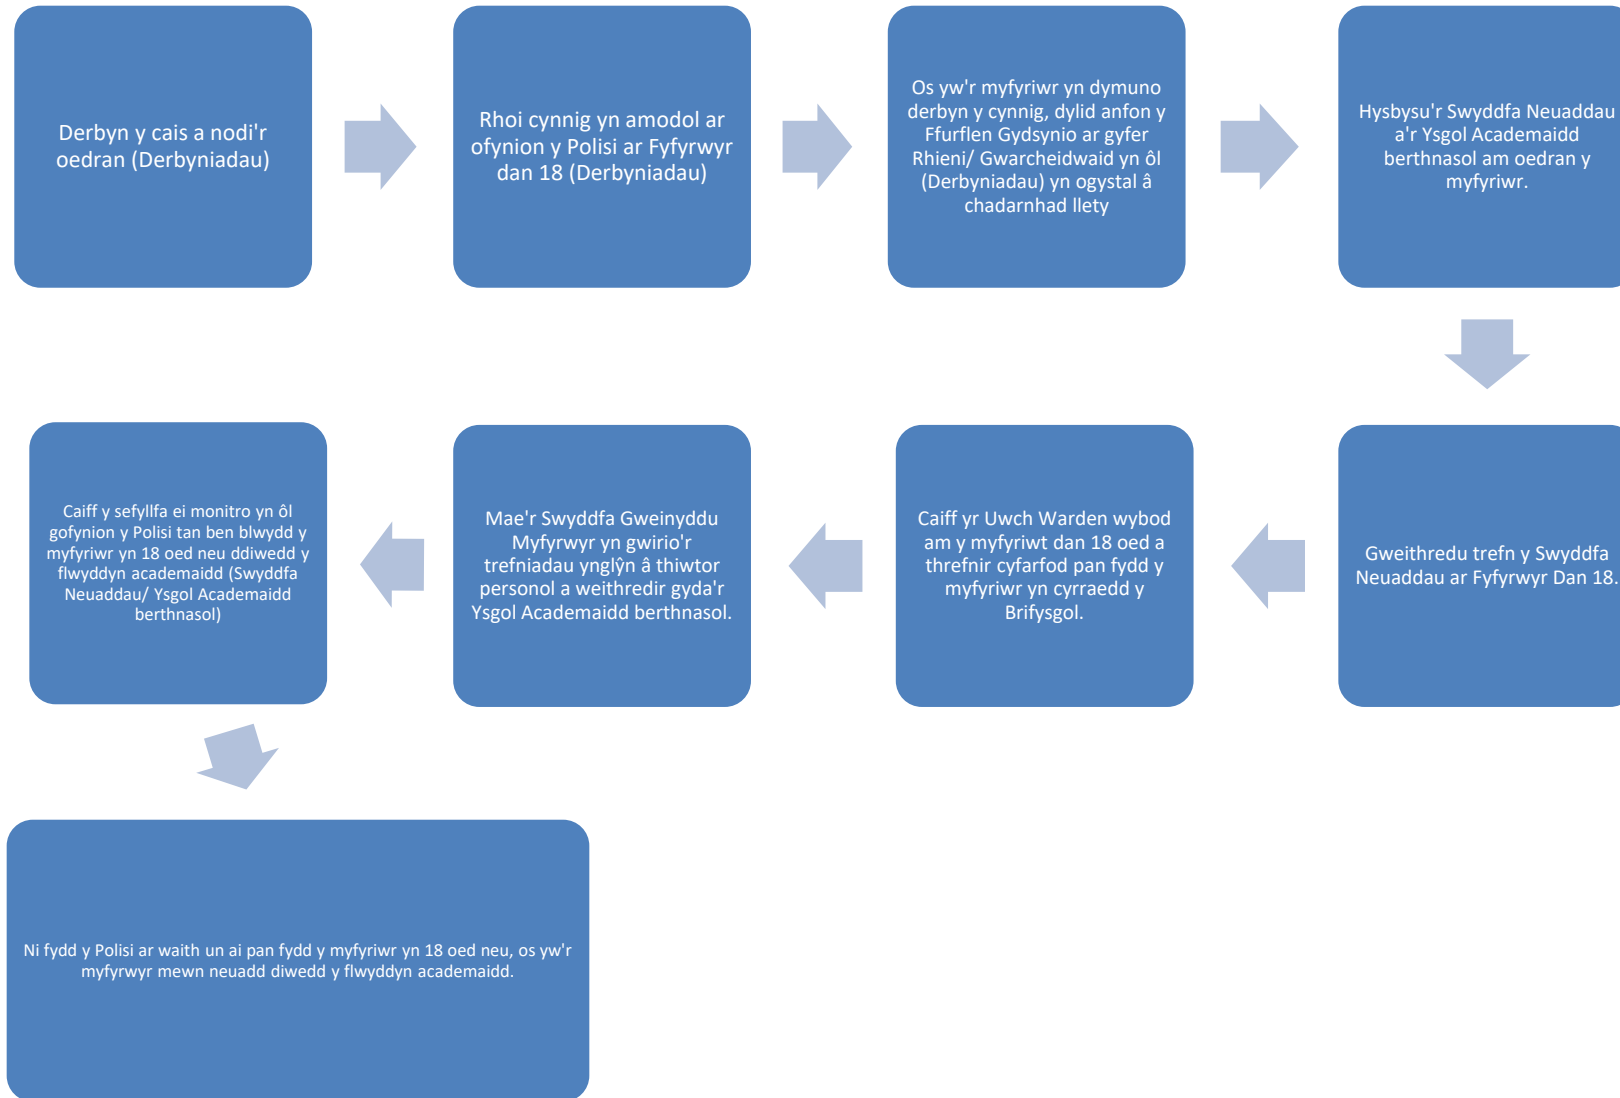 Derbyn y cais a nodi'r
oedran (Derbyniadau)
Rhoi cynnig yn amodol ar
ofynion y Polisi ar Fyfyrwyr
dan 18 (Derbyniadau)
Os yw'r myfyriwr yn dymuno
derbyn y cynnig, dylid anfon y
Ffurflen Gydsynio ar gyfer
Rhieni/ Gwarcheidwaid yn ôl
(Derbyniadau) yn ogystal â
chadarnhad llety
Hysbysu'r Swyddfa Neuaddau
a'r Ysgol Academaidd
berthnasol am oedran y
myfyriwr.
Gweithredu trefn y Swyddfa
Neuaddau ar Fyfyrwyr Dan 18.
Caiff yr Uwch Warden wybod
am y myfyriwt dan 18 oed a
threfnir cyfarfod pan fydd y
myfyriwr yn cyrraedd y
Brifysgol.
Mae'r Swyddfa Gweinyddu
Myfyrwyr yn gwirio'r
trefniadau ynglŷn â thiwtor
personol a weithredir gyda'r
Ysgol Academaidd berthnasol.
Caiff y sefyllfa ei monitro yn ôl
gofynion y Polisi tan ben blwydd y
myfyriwr yn 18 oed neu ddiwedd y
flwyddyn academaidd (Swyddfa
Neuaddau/ Ysgol Academaidd
berthnasol)
Ni fydd y Polisi ar waith un ai pan fydd y myfyriwr yn 18 oed neu, os yw'r
myfyrwyr mewn neuadd diwedd y flwyddyn academaidd.